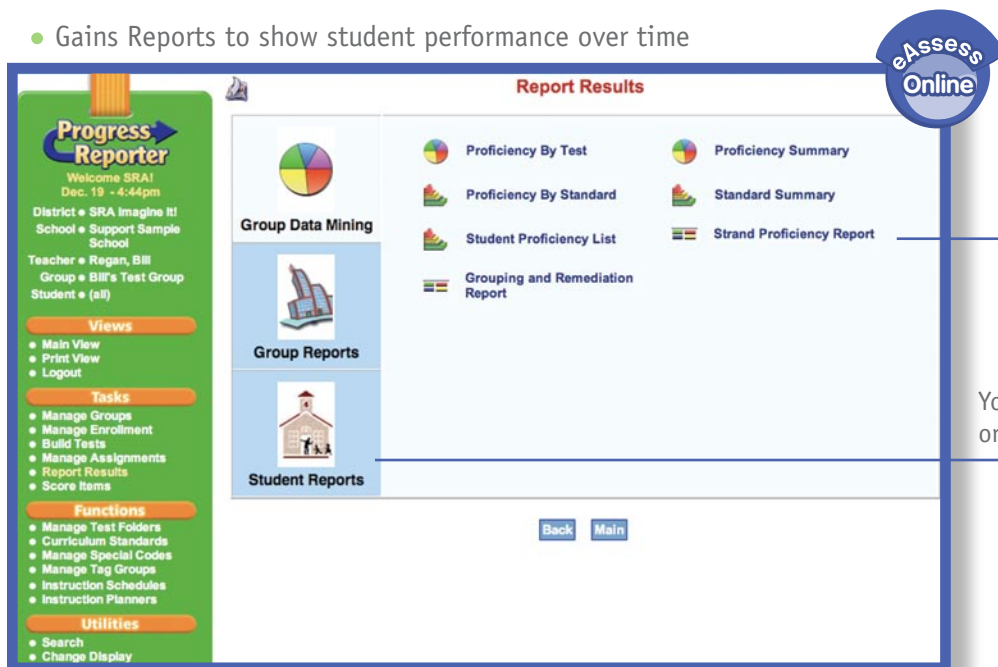 • Gains Reports to show student performance over time
eAssess
Online
Report Results
Progress
Reporter
Welcome SRA!
Dec. 19 - 4:44pm
District • SRA Imagine It!
School • Support Sample
School
Teacher • Regan, Bill
Group • Bill's Test Group
Student • (all)
Views
• Main View
• Print View
• Logout
Tasks
• Manage Groups
• Manage Enrollment
• Build Tests
• Manage Assignments
• Report Results
• Score Items
Functions
• Manage Test Folders
• Curriculum Standards
• Manage Special Codes
• Manage Tag Groups
• Instruction Schedules
• Instruction Planners
Utilities
• Search
• Change Display
Group Data Mining
Group Reports
Student Reports
Proficiency By Test
Proficiency Summary
Proficiency By Standard
Standard Summary
Student Proficiency List
Strand Proficiency Report
Grouping and Remediation
Report
Back
Main